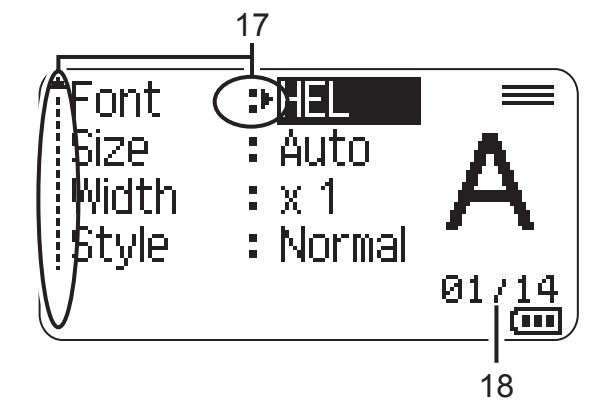 17
Font : HEL
Size : Auto
Width : x 1
Style : Normal
A
01/14
18